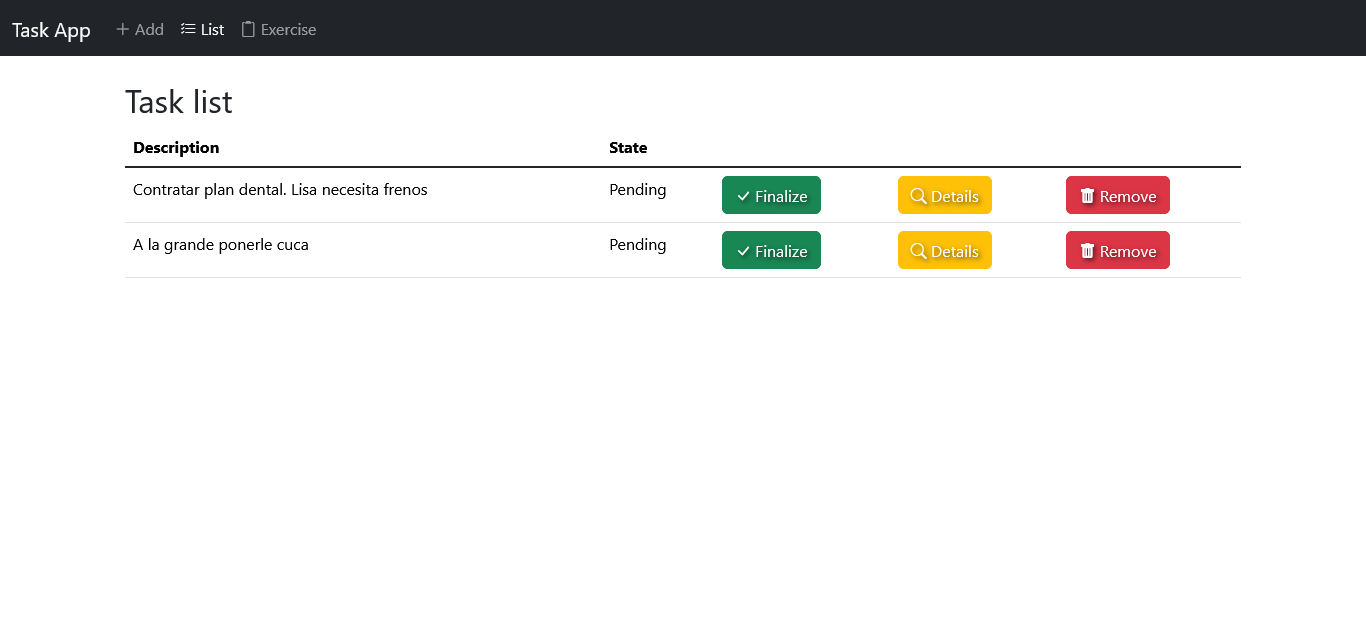 Task App Add List Exercise
Task list
Description State
Contratar plan dental. Lisa necesita frenos Pending Finalize Details Remove
A la grande ponerle cuca Pending Finalize Details Remove